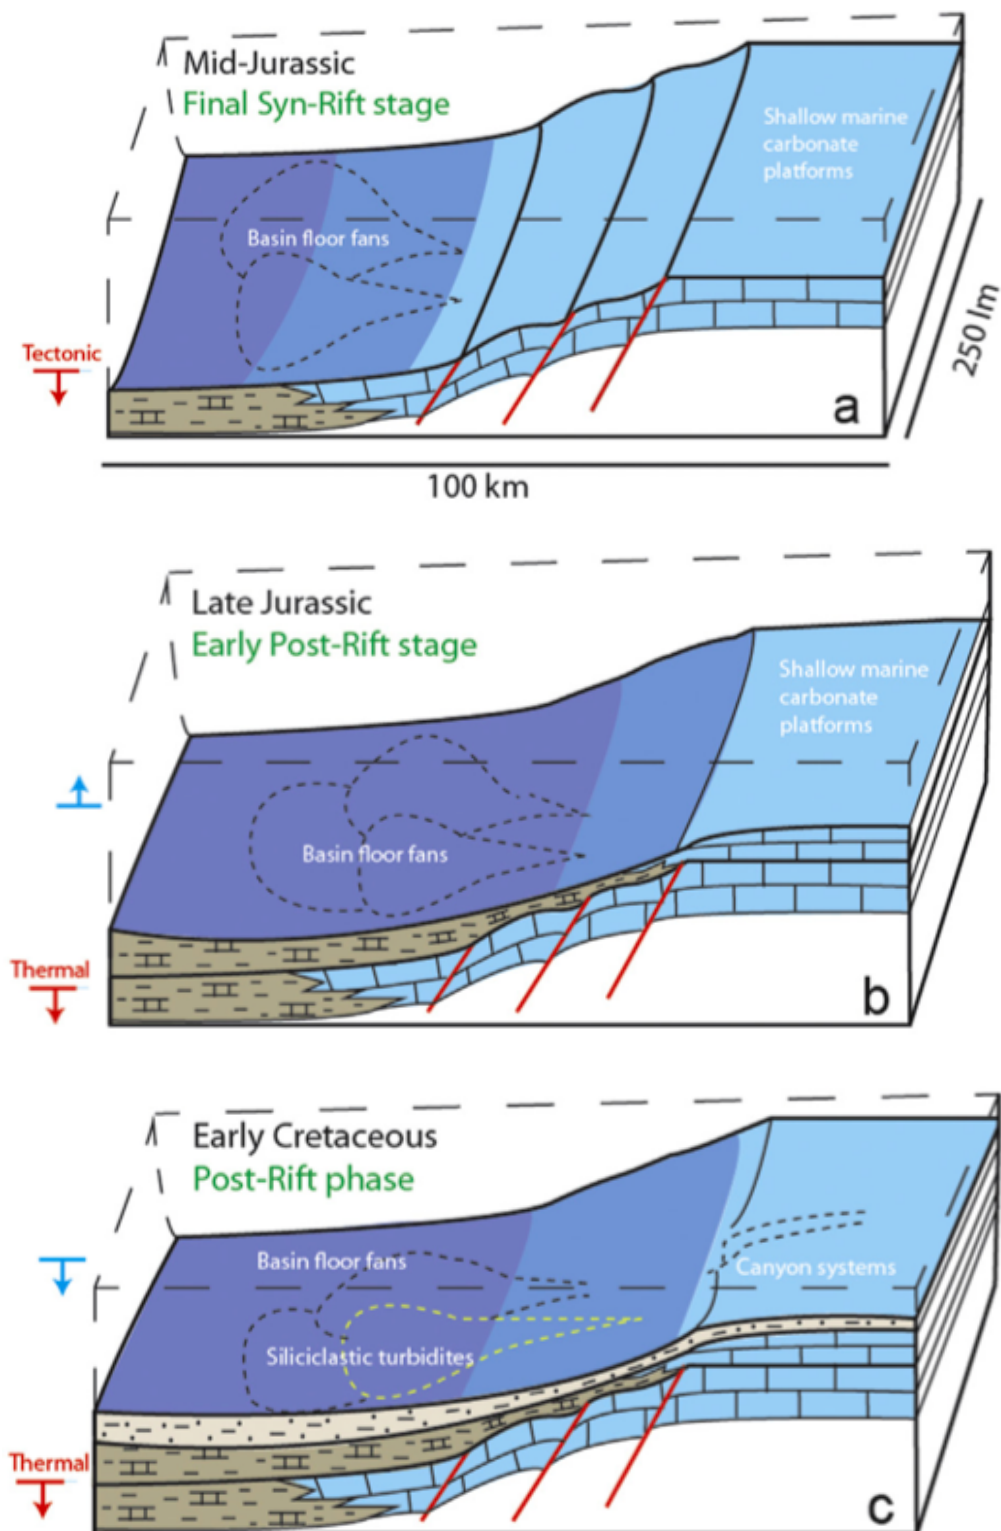 Mid-Jurassic
Final Syn-Rift stage
Shallow marine
carbonate
platforms
Basin floor fans
Tectonic
a
250 lm
100 km
Late Jurassic
Early Post-Rift stage
Shallow marine
carbonate
platforms
Basin floor fans
Thermal
b
Early Cretaceous
Post-Rift phase
Basin floor fans
Canyon systems
Siliciclastic turbidites
Thermal
c